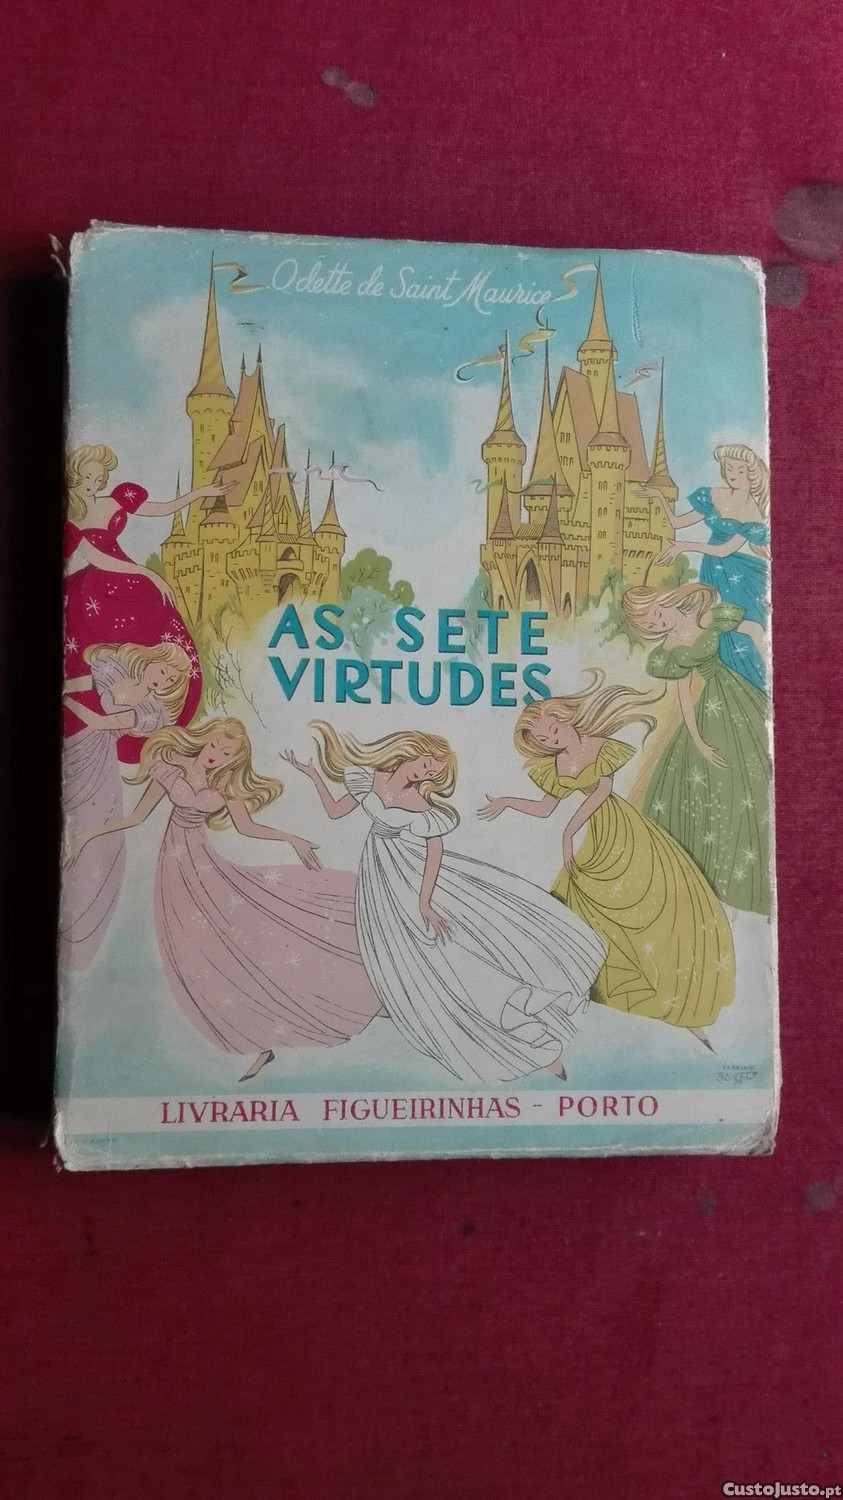 Odette de Saint Maurice
AS SETE
VIRTUDES
LIVRARIA FIGUEIRINHAS - PORTO
CustoJusto.pt